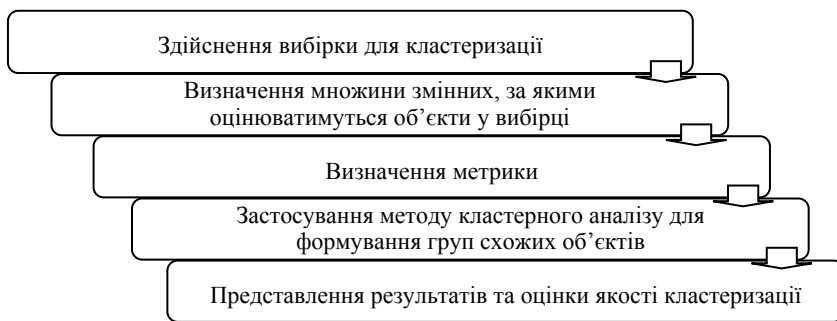 Здійснення вибірки для кластеризації
Визначення множини змінних, за якими
оцінюватимуться об’єкти у вибірці
Визначення метрики
Застосування методу кластерного аналізу для
формування груп схожих об’єктів
Представлення результатів та оцінки якості кластеризації